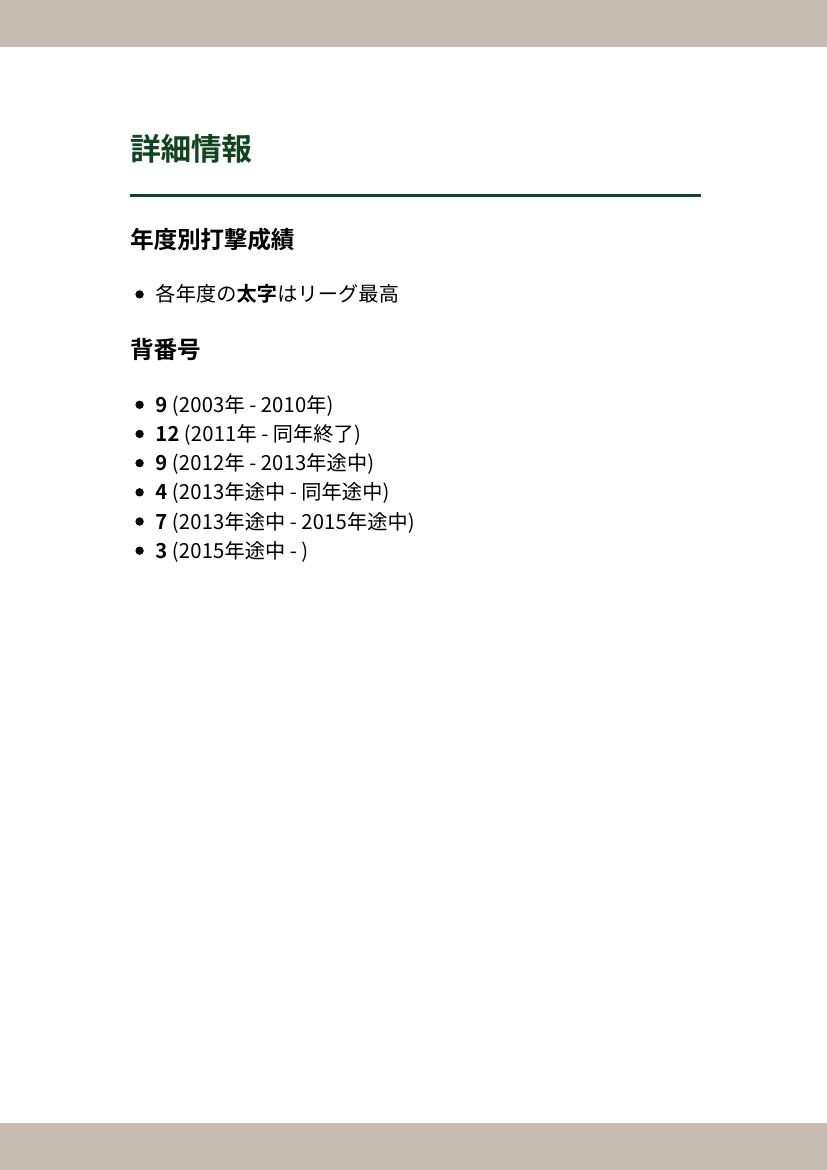 詳細情報
年度別打撃成績
各年度の太字はリーグ最高
背番号
9 (2003年 - 2010年)
12 (2011年 - 同年終了)
9 (2012年 - 2013年途中)
4 (2013年途中 - 同年途中)
7 (2013年途中 - 2015年途中)
3 (2015年途中 - )